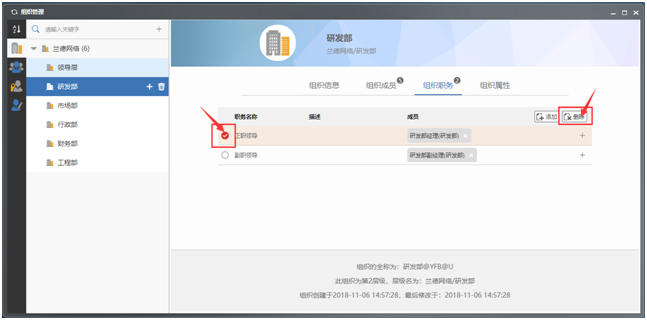 组织管理
请输入关键字
兰德网络 (6)
领导层
研发部
市场部
行政部
财务部
工程部
研发部
兰德网络/研发部
组织信息 组织成员 5 组织职务 2 组织属性
职务名称 描述 成员 添加 删除
正职领导 研发部经理(研发部)
副职领导 研发部副经理(研发部)
组织的全称为：研发部@YFB@U
此组织为第2层级，层级名为：兰德网络/研发部
组织创建于2018-11-06 14:57:28，最后修改于：2018-11-06 14:57:28